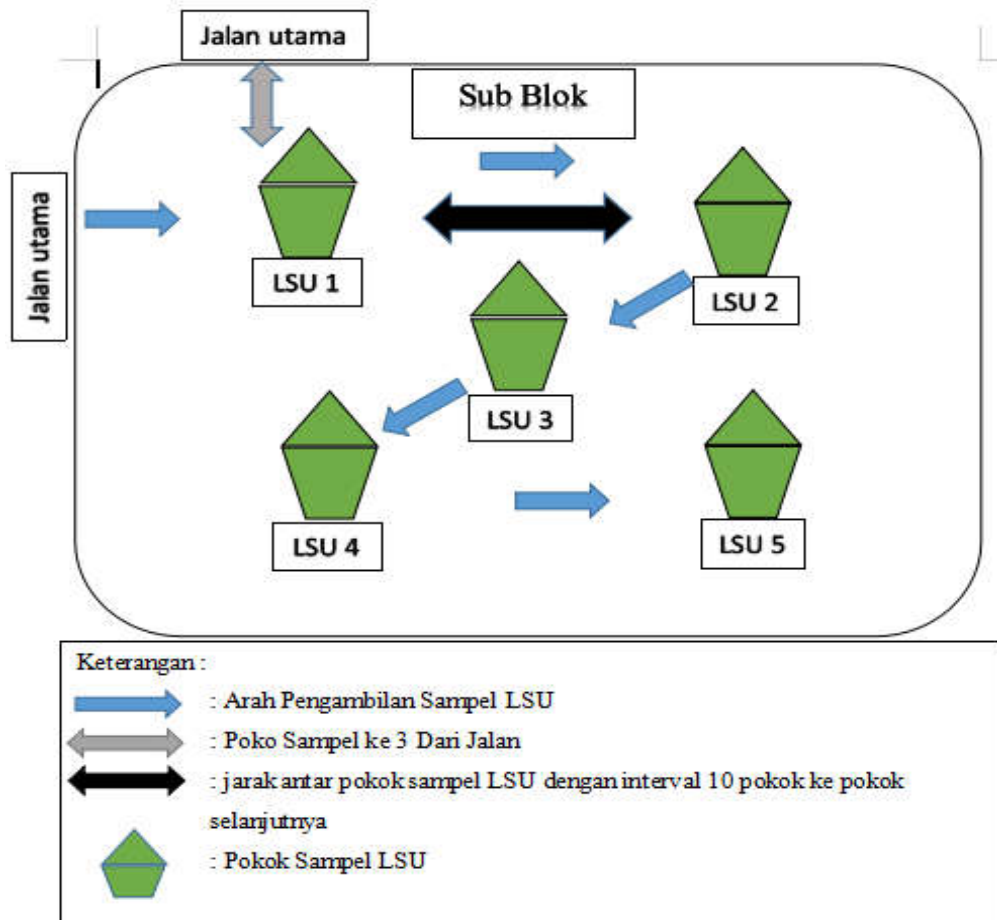 Jalan utama
Sub Blok
Jalan utama
LSU 1
LSU 2
LSU 3
LSU 4
LSU 5
Keterangan :
: Arah Pengambilan Sampel LSU
: Poko Sampel ke 3 Dari Jalan
: jarak antar pokok sampel LSU dengan interval 10 pokok ke pokok
selanjutnya
: Pokok Sampel LSU